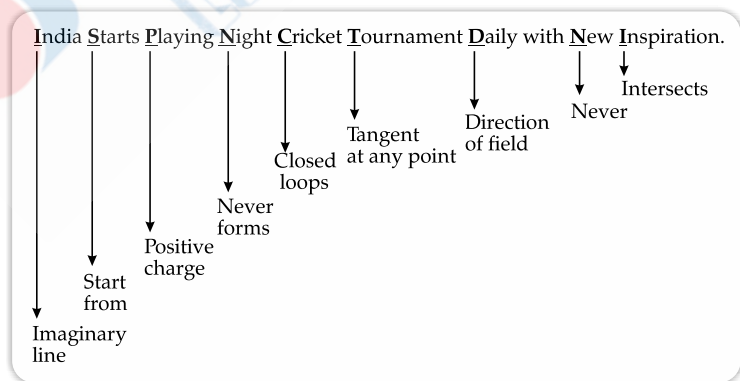 India Starts Playing Night Cricket Tournament Daily with New Inspiration.
Intersects
Never
Direction
of field
Tangent
at any point
Closed
loops
Never
forms
Positive
charge
Start
from
Imaginary
line